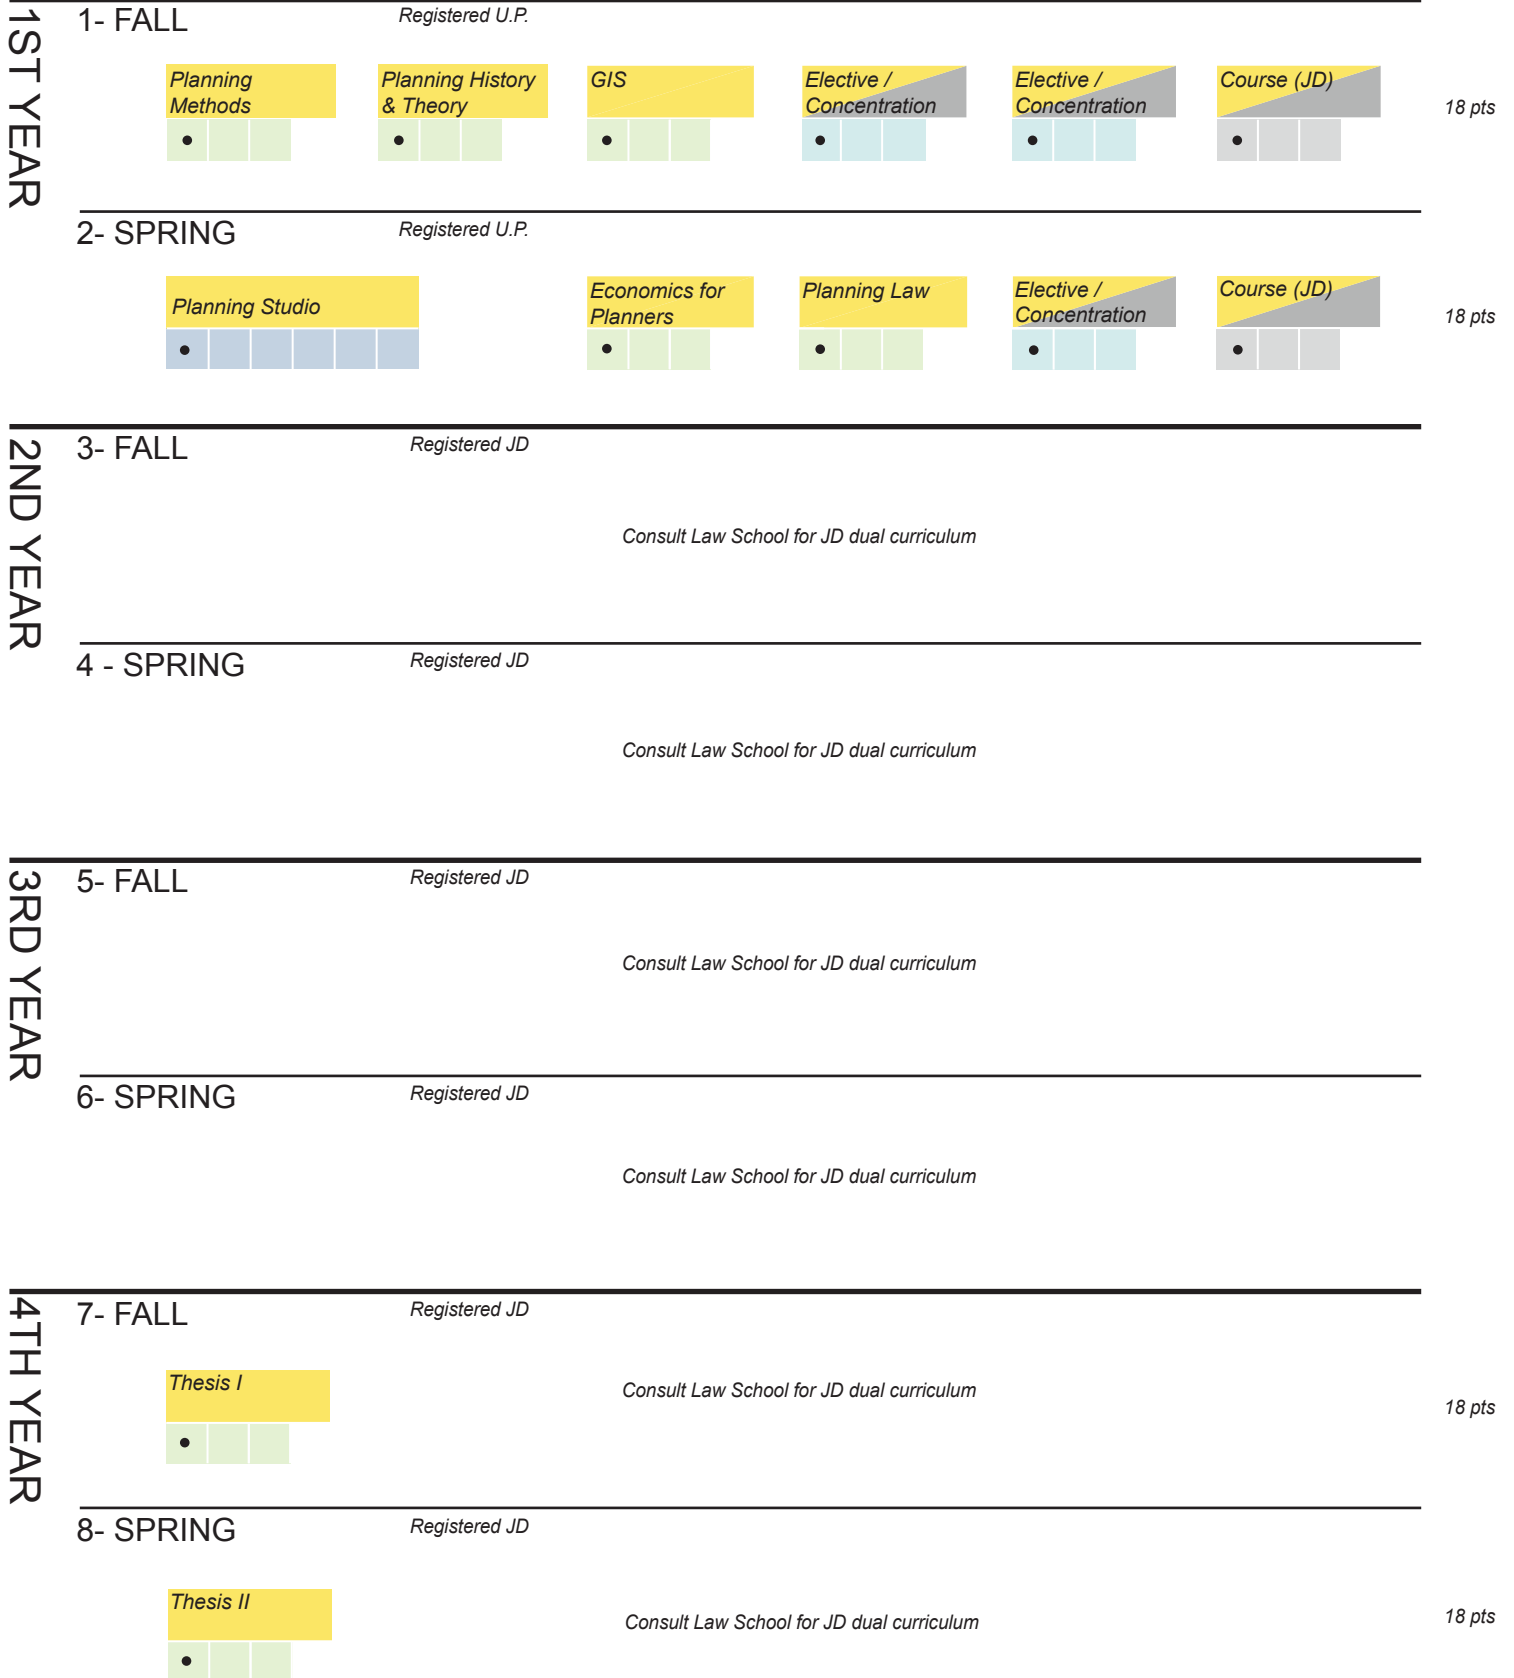 1ST YEAR
1- FALL
Registered U.P.
Planning
Methods
Planning History
& Theory
GIS
Elective /
Concentration
Elective /
Concentration
Course (JD)
18 pts
2- SPRING
Registered U.P.
Planning Studio
Economics for
Planners
Planning Law
Elective /
Concentration
Course (JD)
18 pts
2ND YEAR
3- FALL
Registered JD
Consult Law School for JD dual curriculum
4 - SPRING
Registered JD
Consult Law School for JD dual curriculum
3RD YEAR
5- FALL
Registered JD
Consult Law School for JD dual curriculum
6- SPRING
Registered JD
Consult Law School for JD dual curriculum
4TH YEAR
7- FALL
Registered JD
Thesis I
Consult Law School for JD dual curriculum
18 pts
8- SPRING
Registered JD
Thesis II
Consult Law School for JD dual curriculum
18 pts